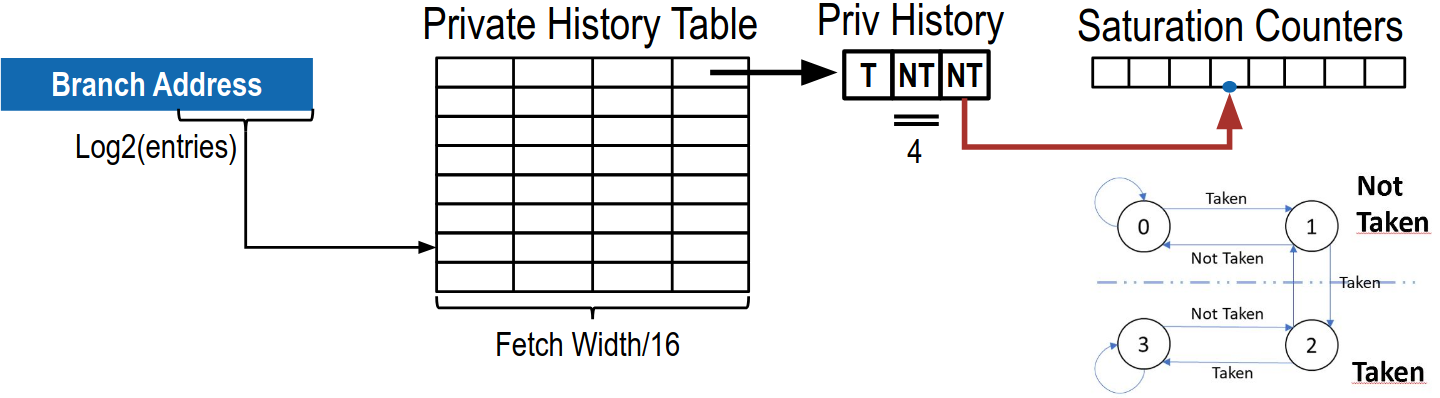 Private History Table
Priv History
Saturation Counters
Branch Address
T NT NT
Log2(entries)
4
Not
Taken
Taken
0
1
Not Taken
Taken
Not Taken
3
2
Taken
Taken
Fetch Width/16